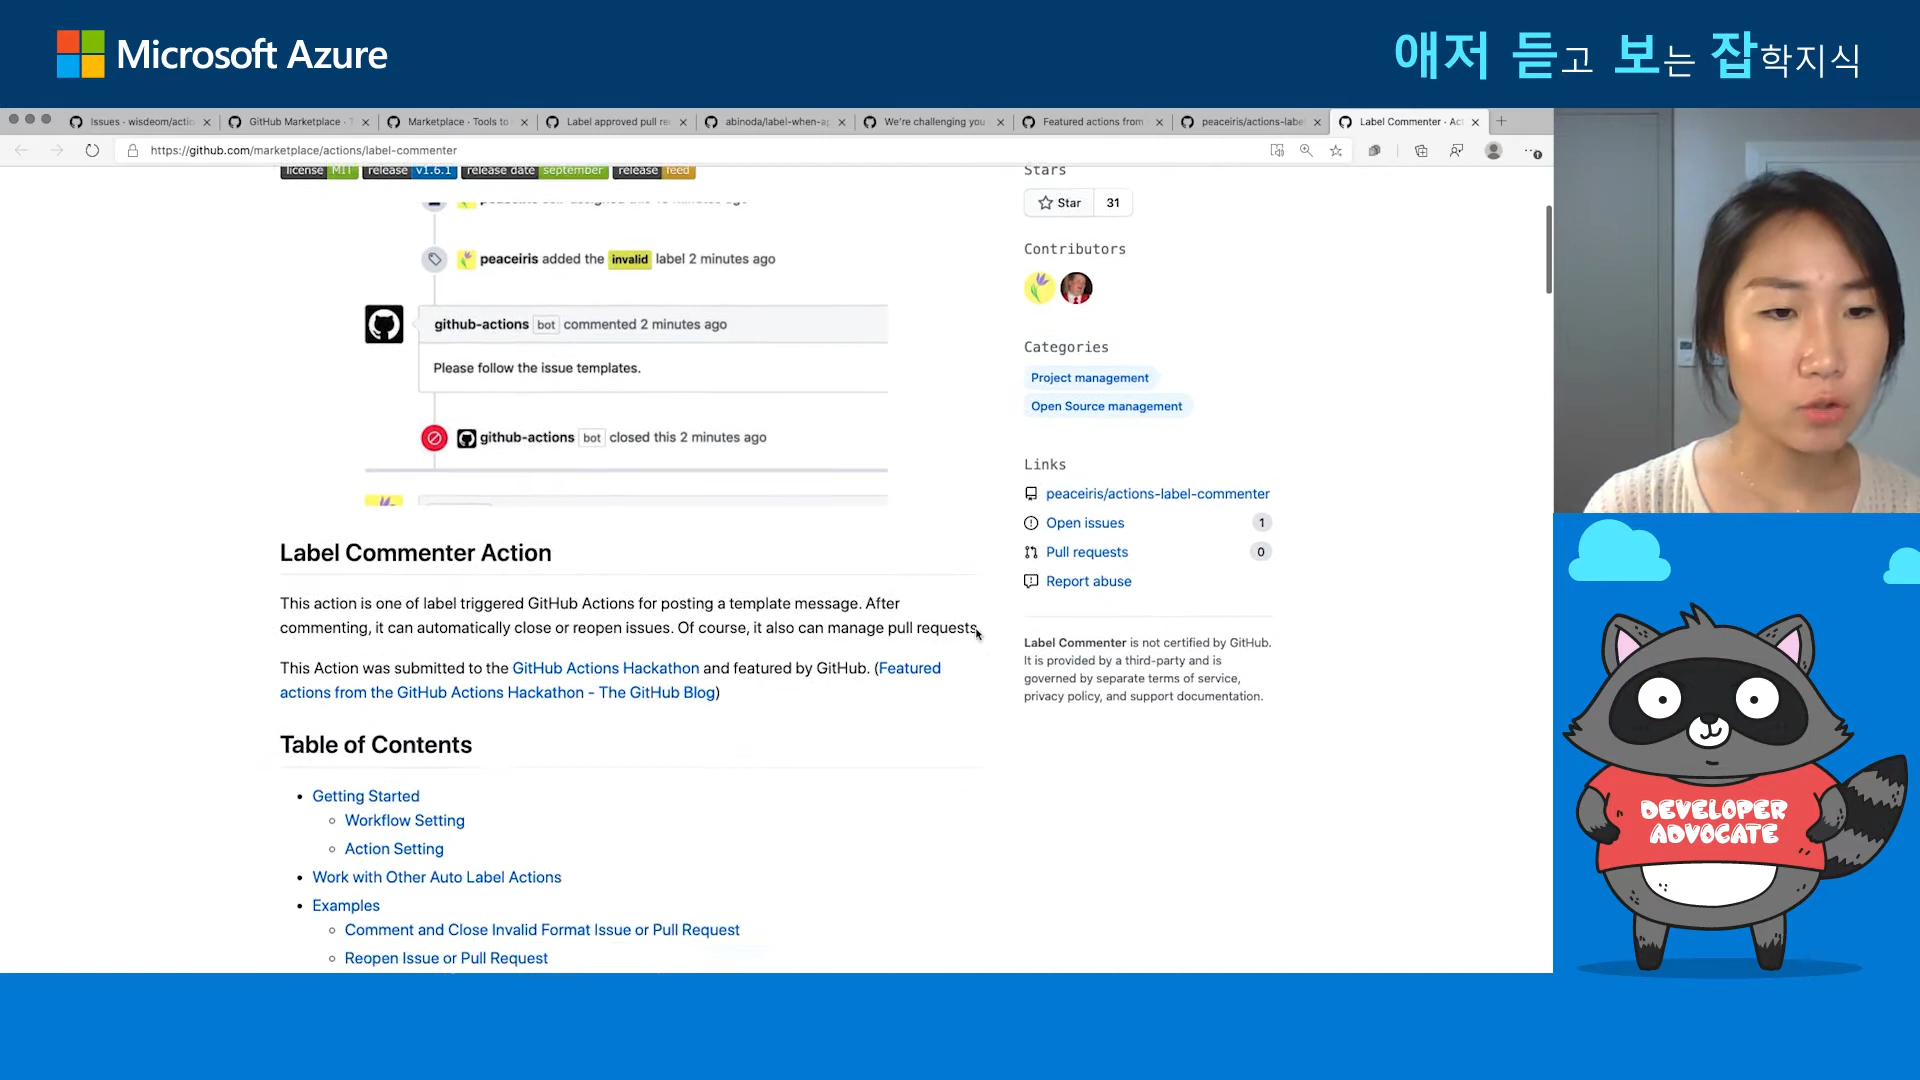 Microsoft Azure
애저 듣고 보는 잡학지식
Issues · wisdeom/actio
GitHub Marketplace · T
Marketplace · Tools to
Label approved pull re
abinoda/label-when-ap
We're challenging you
Featured actions from
peaceiris/actions-label
Label Commenter · Act
https://github.com/marketplace/actions/label-commenter
license MIT release v1.6.1 release date september release feed
peaceiris added the invalid label 2 minutes ago
github-actions bot commented 2 minutes ago
Please follow the issue templates.
github-actions bot closed this 2 minutes ago
Label Commenter Action
This action is one of label triggered GitHub Actions for posting a template message. After
commenting, it can automatically close or reopen issues. Of course, it also can manage pull requests.
This Action was submitted to the GitHub Actions Hackathon and featured by GitHub. (Featured
actions from the GitHub Actions Hackathon - The GitHub Blog)
Table of Contents
• Getting Started
◦ Workflow Setting
◦ Action Setting
• Work with Other Auto Label Actions
• Examples
◦ Comment and Close Invalid Format Issue or Pull Request
◦ Reopen Issue or Pull Request
Stars
Star 31
Contributors
Categories
Project management
Open Source management
Links
peaceiris/actions-label-commenter
Open issues 1
Pull requests 0
Report abuse
Label Commenter is not certified by GitHub.
It is provided by a third-party and is
governed by separate terms of service,
privacy policy, and support documentation.
DEVELOPER
ADVOCATE